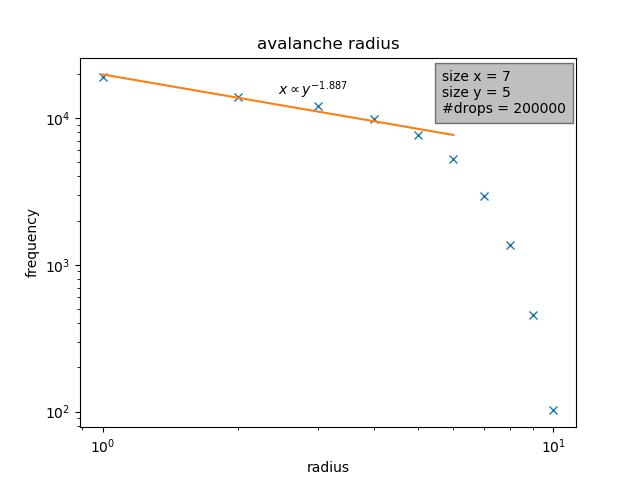 avalanche radius
size x = 7
size y = 5
#drops = 200000
x ∝ y^{-1.887}
frequency
10^4
10^3
10^2
10^0
10^1
radius